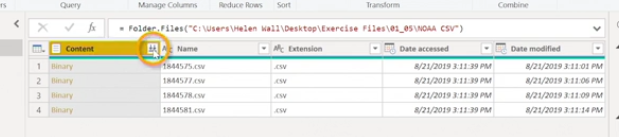 Query Manage Columns Reduce Rows Sort Transform Combine
= Folder.Files("C:\Users\Helen Wall\Desktop\Exercise Files\01_05\NOAA CSV")
Content Name Extension Date accessed Date modified
1 Binary 1844575.csv .csv 8/21/2019 3:11:39 PM 8/21/2019 3:11:01 PM
2 Binary 1844577.csv .csv 8/21/2019 3:11:39 PM 8/21/2019 3:11:06 PM
3 Binary 1844578.csv .csv 8/21/2019 3:11:39 PM 8/21/2019 3:11:09 PM
4 Binary 1844581.csv .csv 8/21/2019 3:11:39 PM 8/21/2019 3:11:14 PM